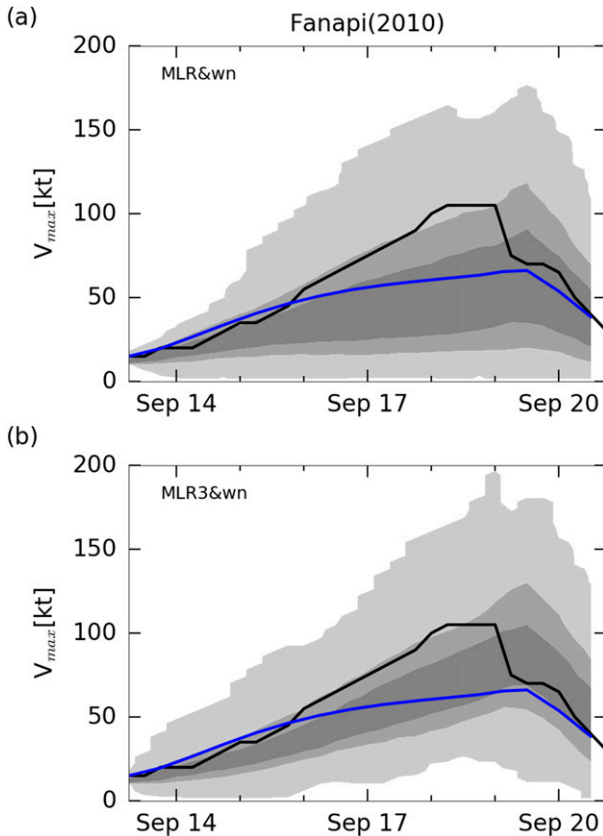 (a)
Fanapi(2010)
MLR&wn
V_max[kt]
200
150
100
50
0
Sep 14
Sep 17
Sep 20
(b)
MLR3&wn
V_max[kt]
200
150
100
50
0
Sep 14
Sep 17
Sep 20